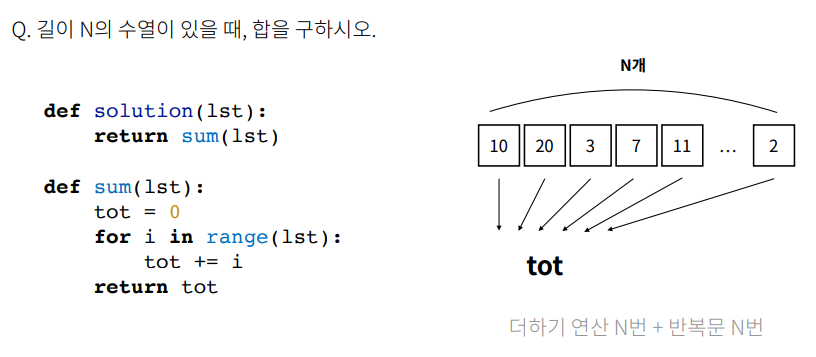 Q. 길이 N의 수열이 있을 때, 합을 구하시오.
def solution(lst):
    return sum(lst)
def sum(lst):
    tot = 0
    for i in range(lst):
        tot += i
    return tot
N개
10 20 3 7 11 ... 2
tot
더하기 연산 N번 + 반복문 N번